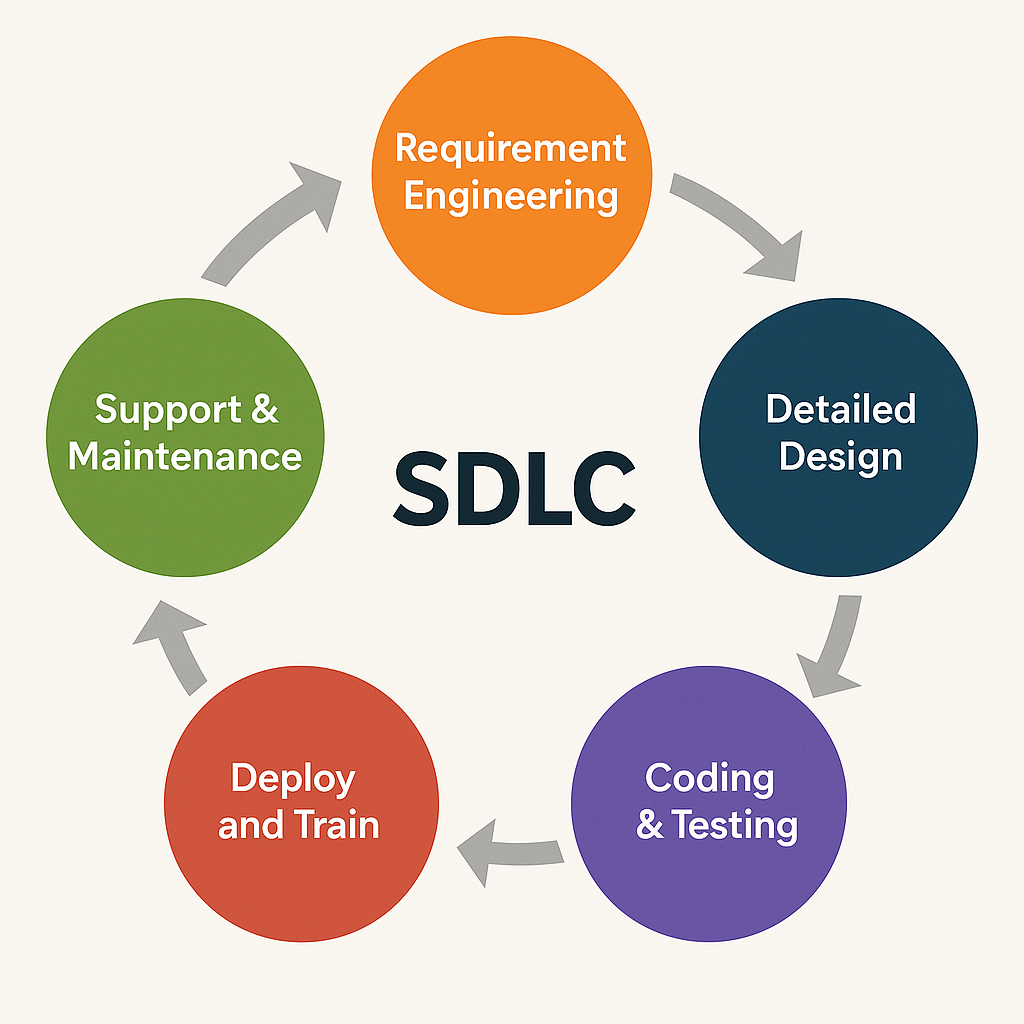 Requirement
Engineering
Detailed
Design
Coding
& Testing
Deploy
and Train
Support &
Maintenance
SDLC